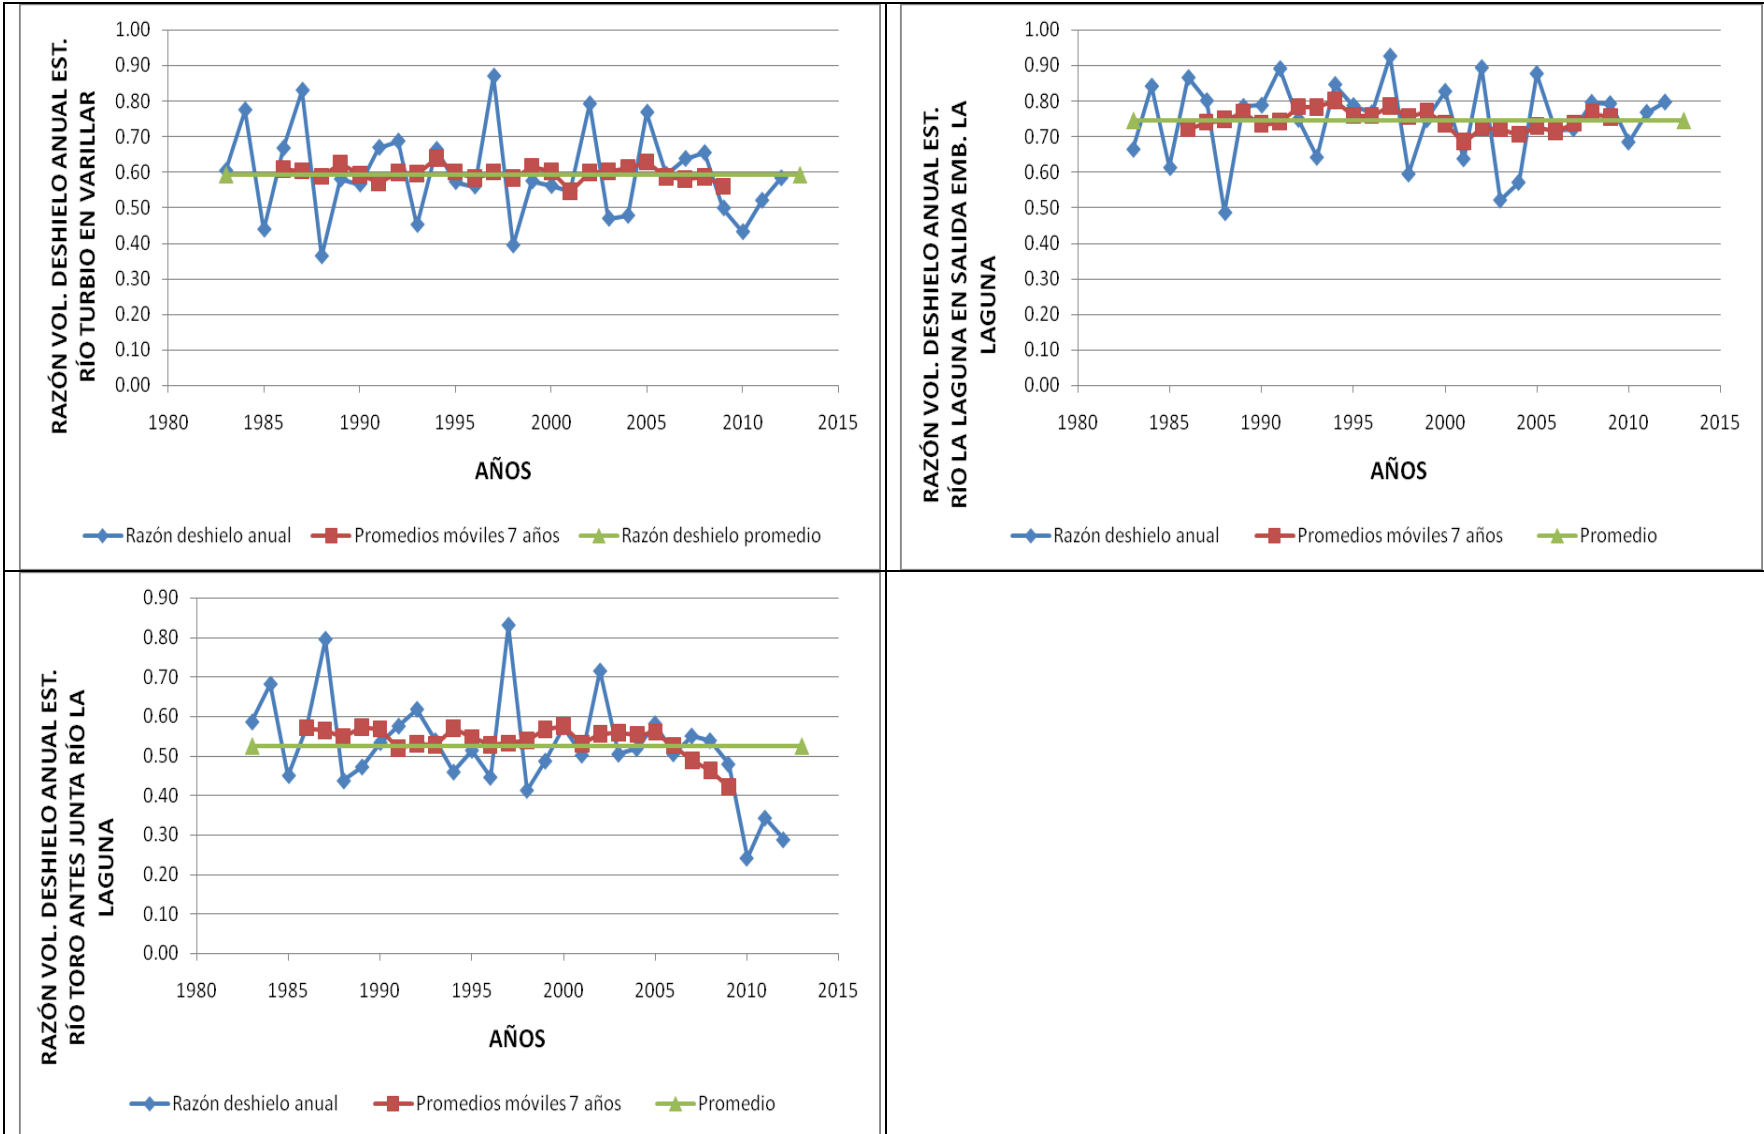 RAZÓN VOL. DESHIELO ANUAL EST.
RÍO TURBIO EN VARILLAR
1.00
0.90
0.80
0.70
0.60
0.50
0.40
0.30
0.20
0.10
0.00
1980 1985 1990 1995 2000 2005 2010 2015
AÑOS
Razón deshielo anual Promedios móviles 7 años Razón deshielo promedio
RAZÓN VOL. DESHIELO ANUAL EST.
RÍO LA LAGUNA EN SALIDA EMB. LA
LAGUNA
1.00
0.90
0.80
0.70
0.60
0.50
0.40
0.30
0.20
0.10
0.00
1980 1985 1990 1995 2000 2005 2010 2015
AÑOS
Razón deshielo anual Promedios móviles 7 años Promedio
RAZÓN VOL. DESHIELO ANUAL EST.
RÍO TORO ANTES JUNTA RÍO LA
LAGUNA
0.90
0.80
0.70
0.60
0.50
0.40
0.30
0.20
0.10
0.00
1980 1985 1990 1995 2000 2005 2010 2015
AÑOS
Razón deshielo anual Promedios móviles 7 años Promedio